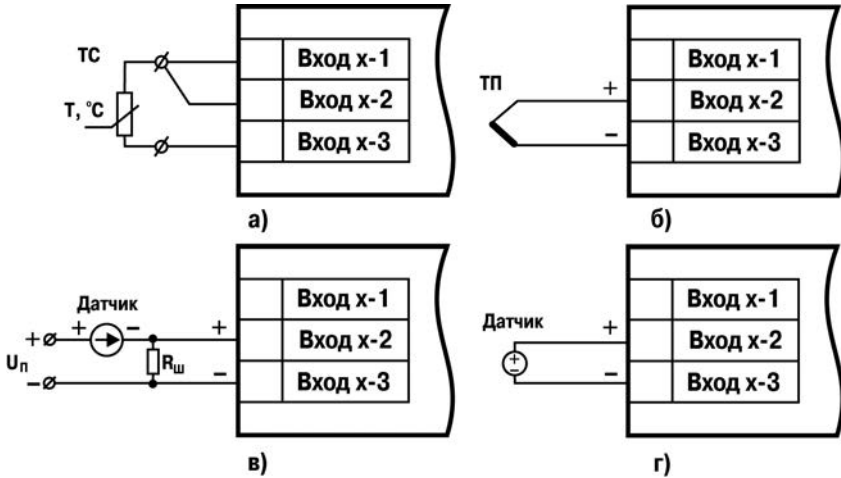 ТС
Т, °С
Вход х-1
Вход х-2
Вход х-3
а)
ТП
+
–
Вход х-1
Вход х-2
Вход х-3
б)
Датчик
+
Uп
–
+
–
Rш
+
–
Вход х-1
Вход х-2
Вход х-3
в)
Датчик
+
–
+
–
Вход х-1
Вход х-2
Вход х-3
г)